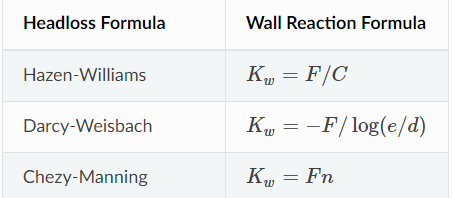 Headloss Formula Wall Reaction Formula
Hazen-Williams K_w = F/C
Darcy-Weisbach K_w = −F/ log(e/d)
Chezy-Manning K_w = Fn